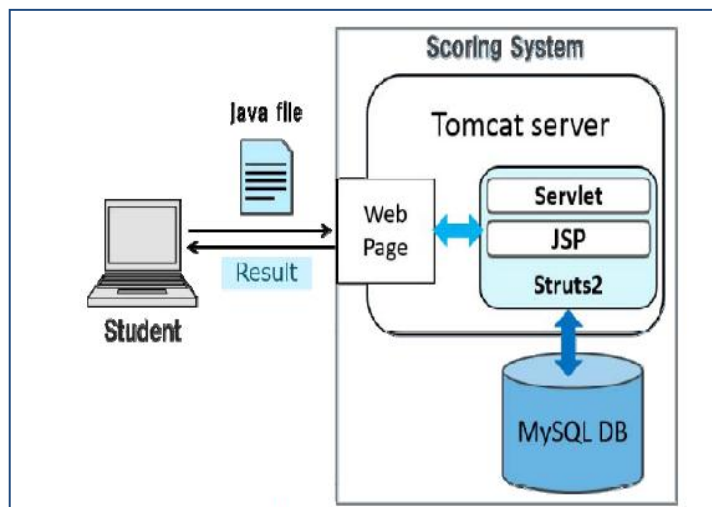 Scoring System
Java file
Tomcat server
Servlet
Web
Page
JSP
Result
Struts2
Student
MySQL DB